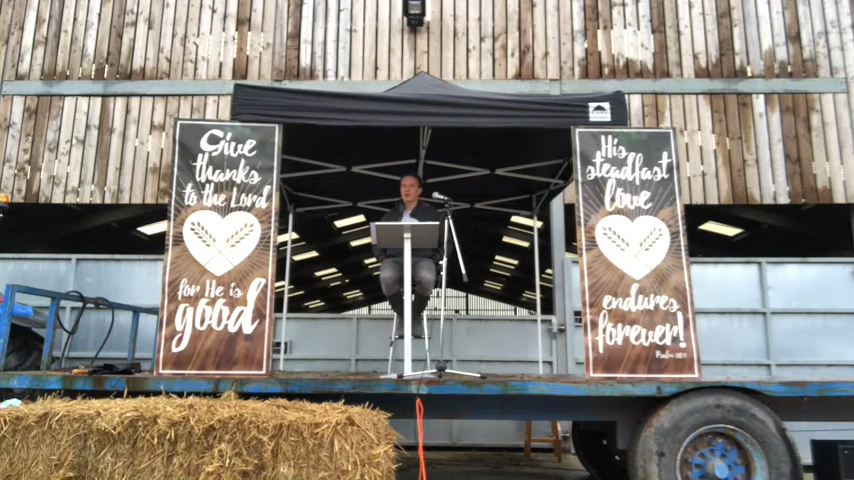 Give
thanks
to the Lord
for He is
good
His
steadfast
love
endures
forever!